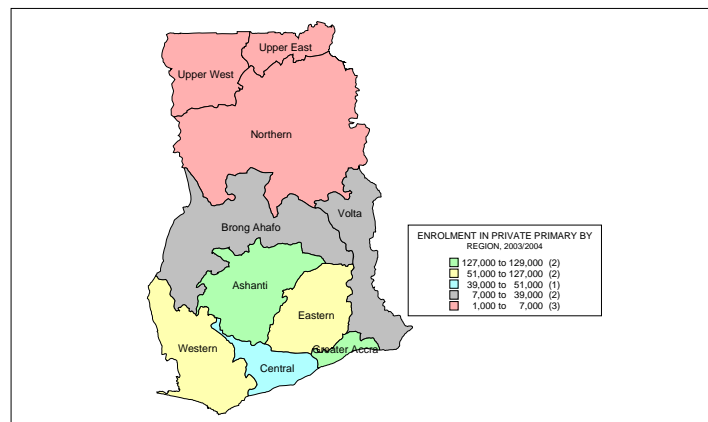 Upper East
Upper West
Northern
Volta
Brong Ahafo
ENROLMENT IN PRIVATE PRIMARY BY
REGION, 2003/2004
127,000 to 129,000 (2)
51,000 to 127,000 (2)
39,000 to 51,000 (1)
7,000 to 39,000 (2)
1,000 to 7,000 (3)
Ashanti
Eastern
Western
Greater Accra
Central